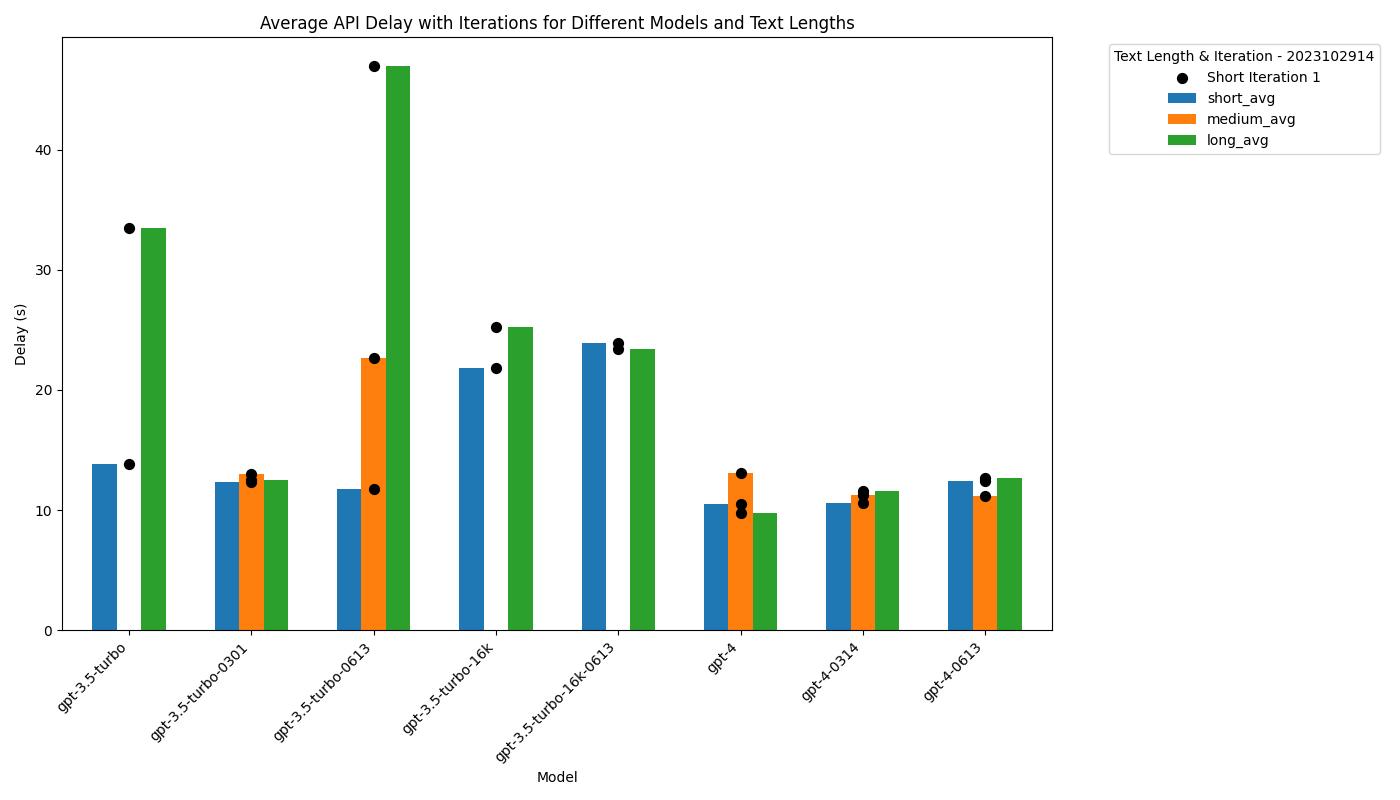 Average API Delay with Iterations for Different Models and Text Lengths
Text Length & Iteration - 2023102914
Short Iteration 1
short_avg
medium_avg
long_avg
Delay (s)
40
30
20
10
0
gpt-3.5-turbo
gpt-3.5-turbo-0301
gpt-3.5-turbo-0613
gpt-3.5-turbo-16k
gpt-3.5-turbo-16k-0613
gpt-4
gpt-4-0314
gpt-4-0613
Model